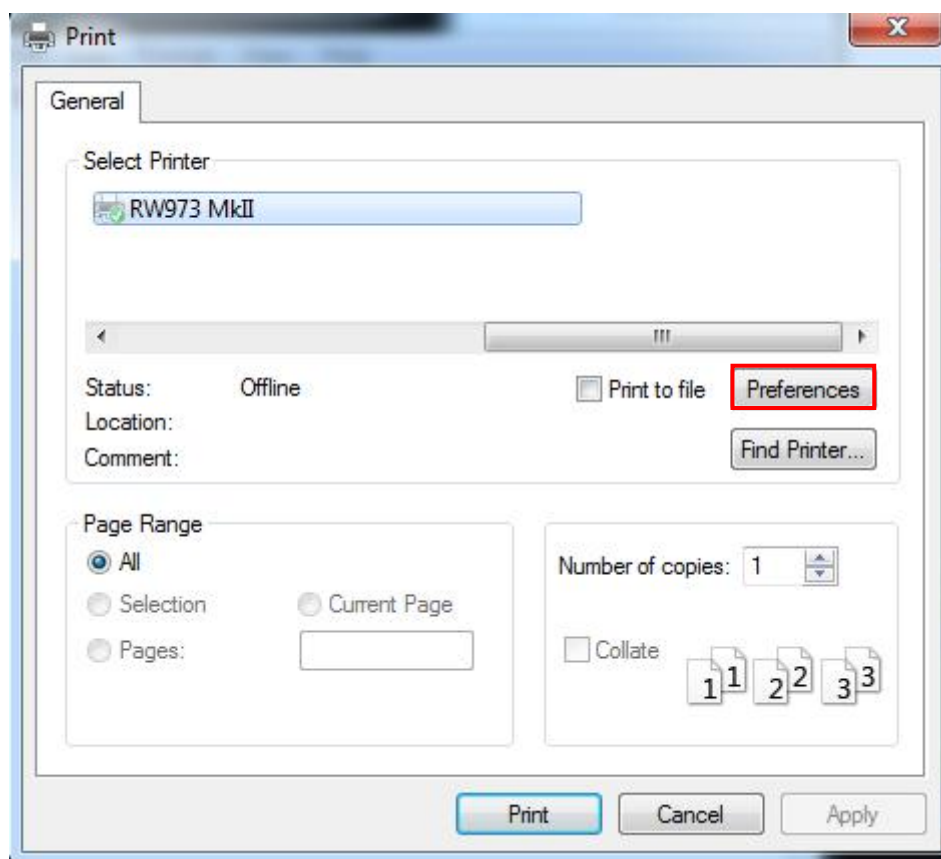 Print
General
Select Printer
RW973 MkII
Status: Offline
Print to file
Preferences
Location:
Comment:
Find Printer...
Page Range
All
Selection
Current Page
Pages:
Number of copies: 1
Collate
1 1 2 2 3 3
Print
Cancel
Apply